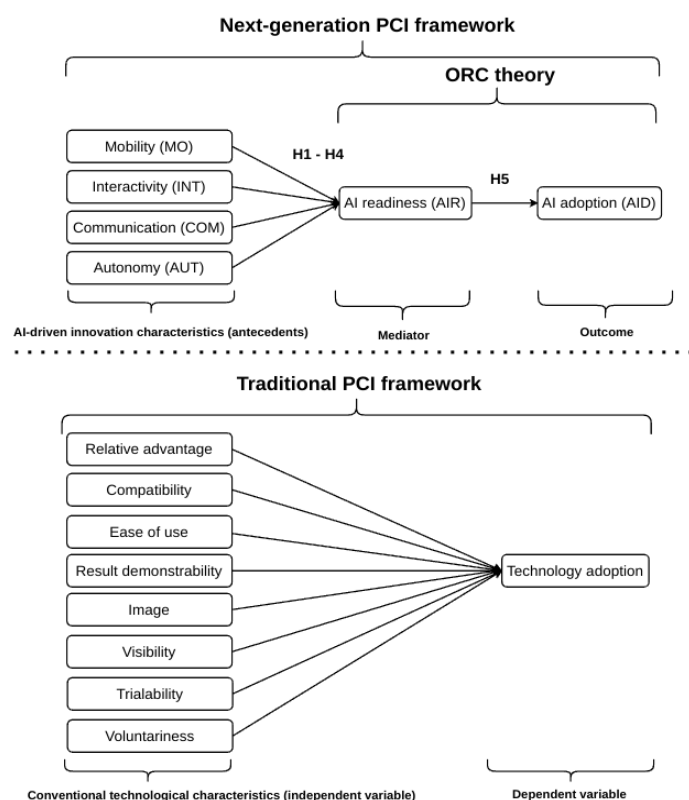 Next-generation PCI framework
ORC theory
H1 - H4
Mobility (MO)
Interactivity (INT)
Communication (COM)
Autonomy (AUT)
AI readiness (AIR)
H5
AI adoption (AID)
AI-driven innovation characteristics (antecedents)
Mediator
Outcome
Traditional PCI framework
Relative advantage
Compatibility
Ease of use
Result demonstrability
Image
Visibility
Trialability
Voluntariness
Technology adoption
Conventional technological characteristics (independent variable)
Dependent variable